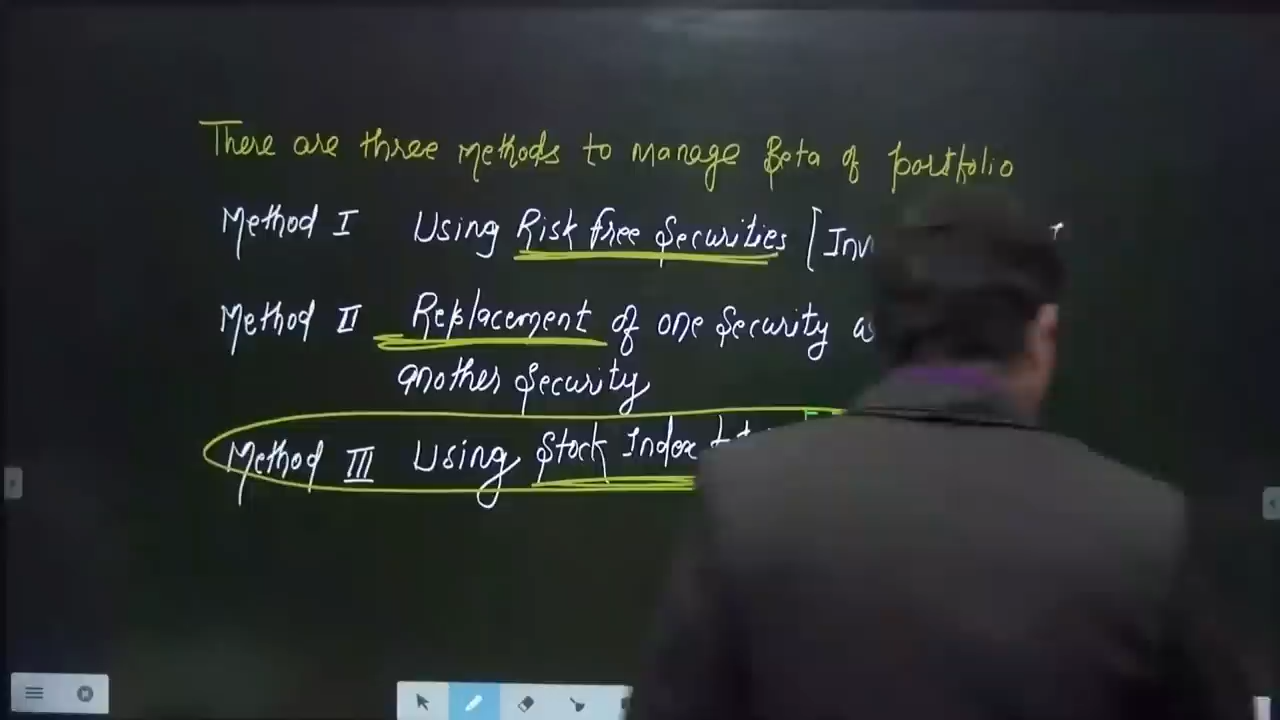 There are three methods to manage Beta of portfolio
Method I Using Risk free Securities [
Method II Replacement of one Security
another Security
Method III Using Stock Index